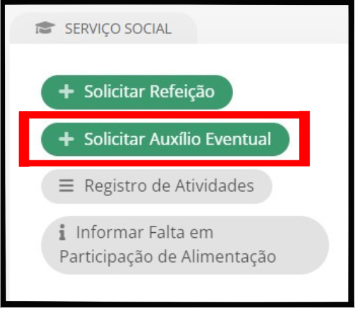 SERVIÇO SOCIAL
+ Solicitar Refeição
+ Solicitar Auxílio Eventual
Registro de Atividades
Informar Falta em
Participação de Alimentação